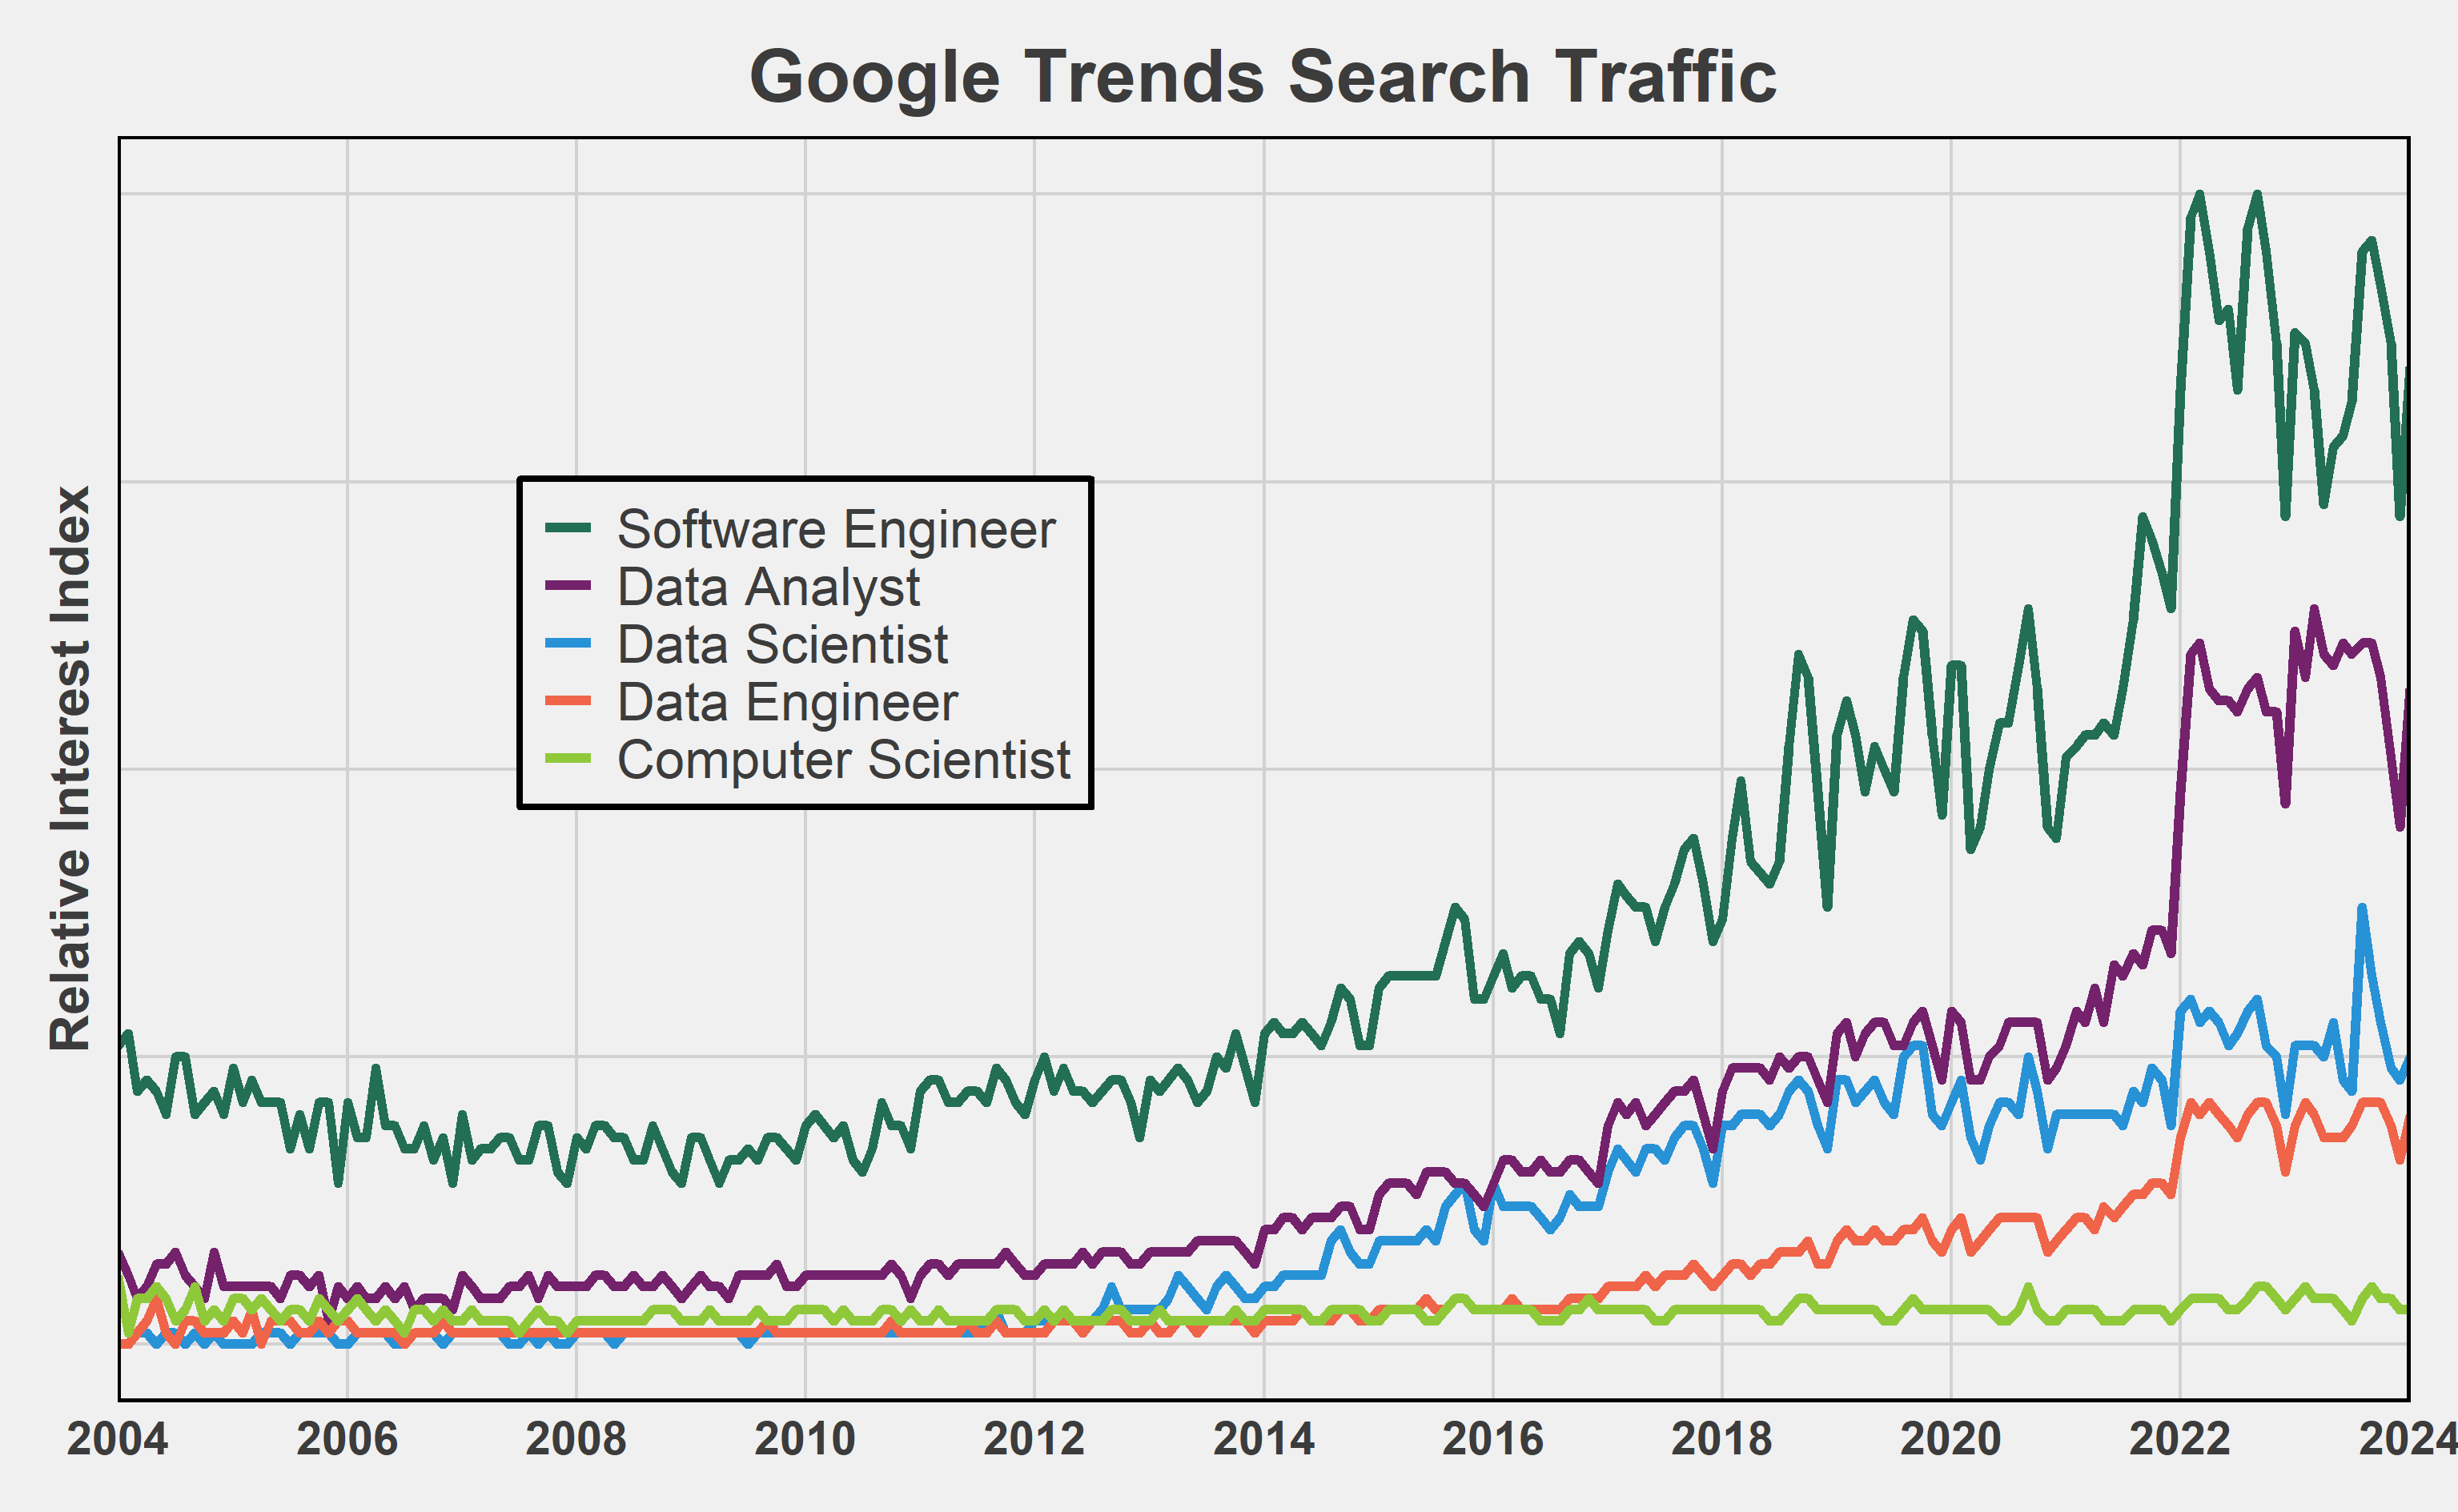 Google Trends Search Traffic
Relative Interest Index
Software Engineer
Data Analyst
Data Scientist
Data Engineer
Computer Scientist
2004 2006 2008 2010 2012 2014 2016 2018 2020 2022 2024